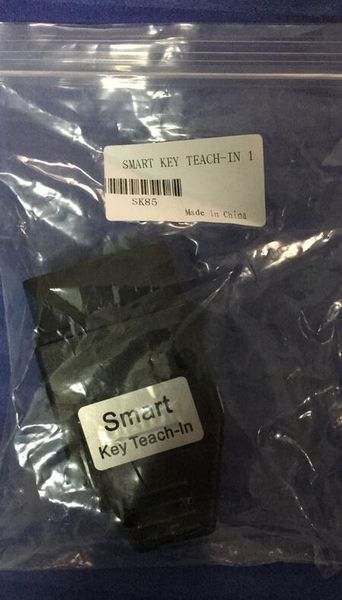 SMART KEY TEACH-IN 1
SK85
Made in China
Smart
Key Teach-In